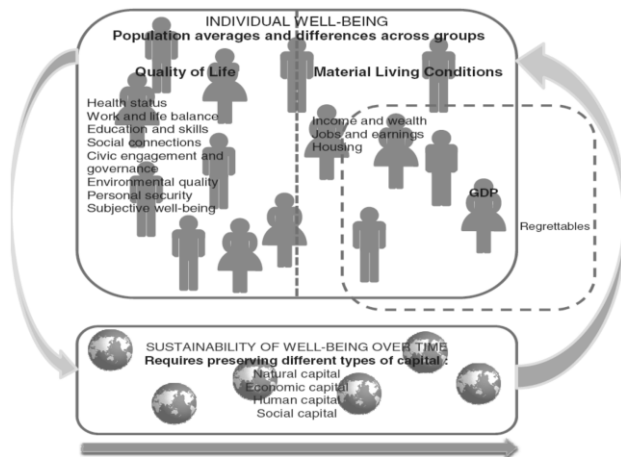 INDIVIDUAL WELL-BEING
Population averages and differences across groups
Quality of Life
Health status
Work and life balance
Education and skills
Social connections
Civic engagement and
governance
Environmental quality
Personal security
Subjective well-being
Material Living Conditions
Income and wealth
Jobs and earnings
Housing
GDP
Regrettables
SUSTAINABILITY OF WELL-BEING OVER TIME
Requires preserving different types of capital :
Natural capital
Economic capital
Human capital
Social capital